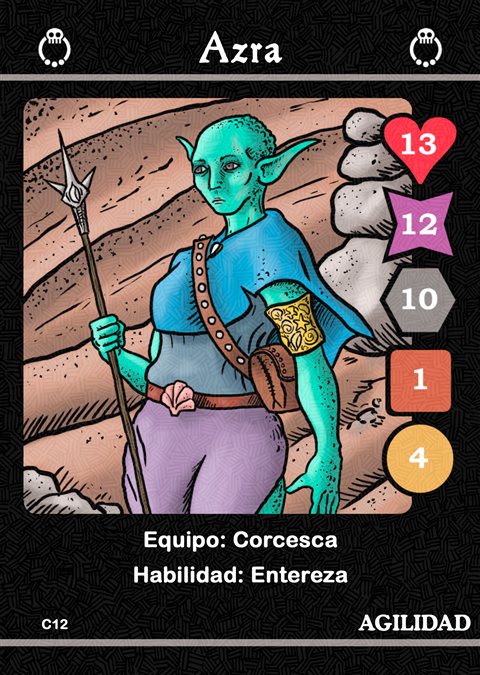 Azra
13
12
10
1
4
Equipo: Corcesca
Habilidad: Entereza
C12
AGILIDAD